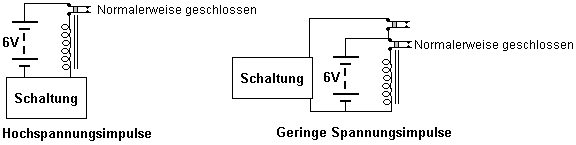 Normalerweise geschlossen
6V
Schaltung
Hochspannungsimpulse
Normalerweise geschlossen
Schaltung
6V
Geringe Spannungsimpulse